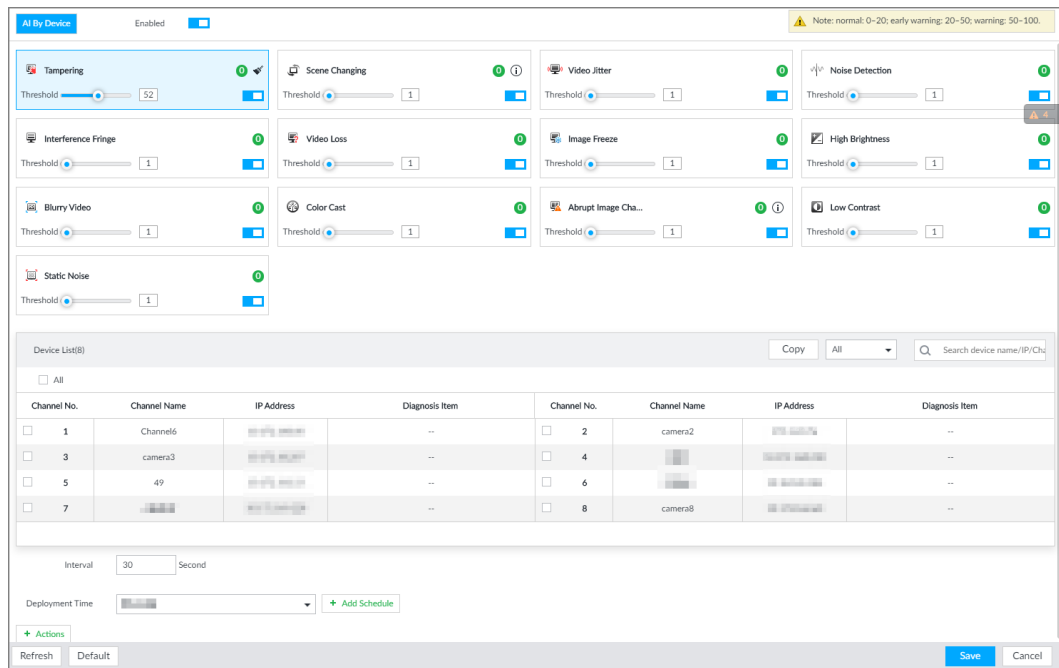 AI By Device Enabled Note: normal: 0~20; early warning: 20~50; warning: 50~100.
Tampering 0 Scene Changing 0 Video Jitter 0 Noise Detection 0
Threshold 52 Threshold 1 Threshold 1 Threshold 1
4
Interference Fringe 0 Video Loss 0 Image Freeze 0 High Brightness 0
Threshold 1 Threshold 1 Threshold 1 Threshold 1
Blurry Video 0 Color Cast 0 Abrupt Image Cha... 0 Low Contrast 0
Threshold 1 Threshold 1 Threshold 1 Threshold 1
Static Noise 0
Threshold 1
Device List(8) Copy All Search device name/IP/Cha
All
Channel No. Channel Name IP Address Diagnosis Item Channel No. Channel Name IP Address Diagnosis Item
1 Channel6 -- 2 camera2 --
3 camera3 -- 4 --
5 49 -- 6 --
7 -- 8 camera8 --
Interval 30 Second
Deployment Time + Add Schedule
+ Actions
Refresh Default Save Cancel